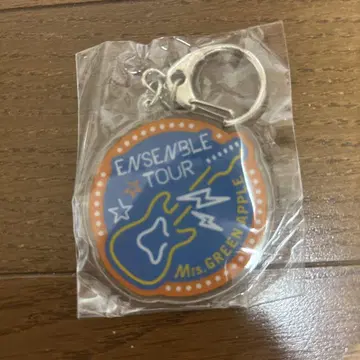 ENSEMBLE
TOUR
Mrs. GREEN APPLE